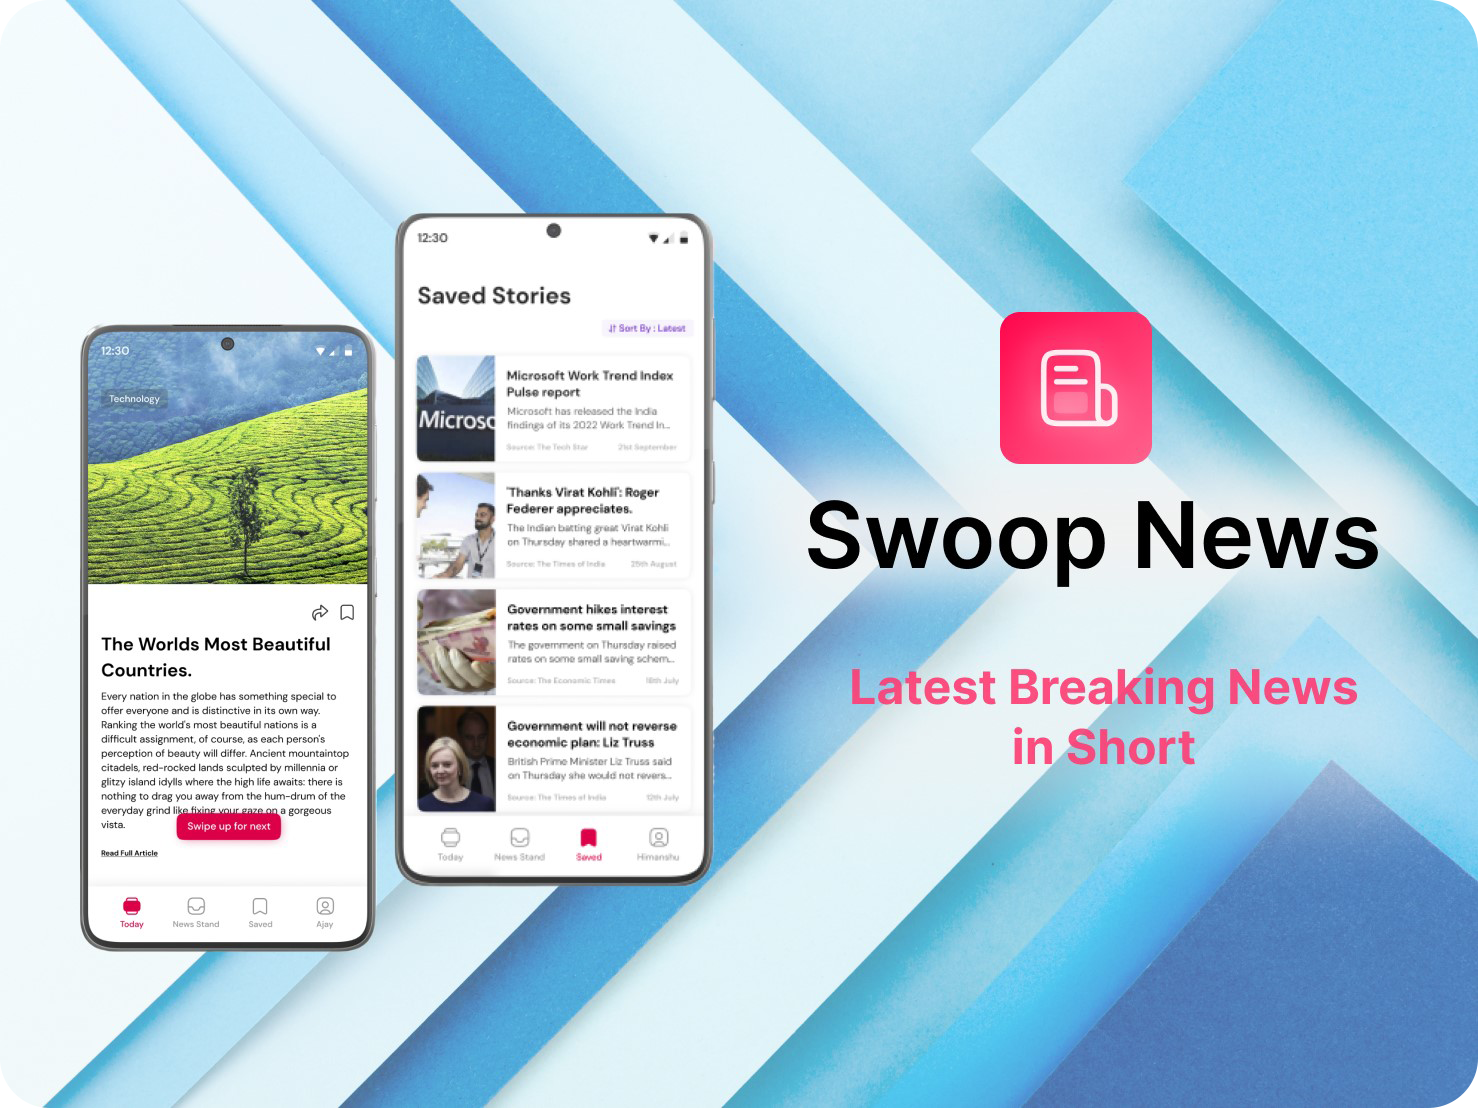 12:30
Technology
The Worlds Most Beautiful
Countries.
Every nation in the globe has something special to
offer everyone and is distinctive in its own way.
Ranking the world's most beautiful nations is a
difficult assignment, of course, as each person's
perception of beauty will differ. Ancient mountaintop
citadels, red-rocked lands sculpted by millennia or
glitzy island idylls where the high life awaits: there is
nothing to drag you away from the hum-drum of the
everyday grind like fixing your gaze on a gorgeous
vista.
Swipe up for next
Read Full Article
Today
News Stand
Saved
Ajay
12:30
Saved Stories
Sort By : Latest
Microsoft Work Trend Index
Pulse report
Microsoft has released the India
findings of its 2022 Work Trend In...
Source: The Tech Star
21st September
Microsc
'Thanks Virat Kohli': Roger
Federer appreciates.
The Indian batting great Virat Kohli
on Thursday shared a heartwarmi...
Source: The Times of India
25th August
Government hikes interest
rates on some small savings
The government on Thursday raised
rates on some small saving schem...
Source: The Economic Times
18th July
Government will not reverse
economic plan: Liz Truss
British Prime Minister Liz Truss said
on Thursday she would not revers...
Source: The Times of India
12th July
Today
News Stand
Saved
Himanshu
Swoop News
Latest Breaking News
in Short